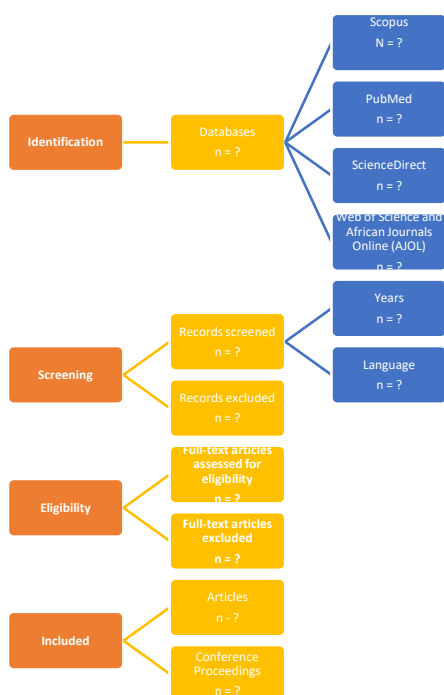 Scopus
N = ?
PubMed
n = ?
Identification
Databases
n = ?
ScienceDirect
n = ?
Web of Science and
African Journals
Online (AJOL)
n = ?
Years
n = ?
Records screened
n = ?
Language
n = ?
Screening
Records excluded
n = ?
Full-text articles
assessed for
eligibility
n = ?
Eligibility
Full-text articles
excluded
n = ?
Articles
n - ?
Included
Conference
Proceedings
n = ?